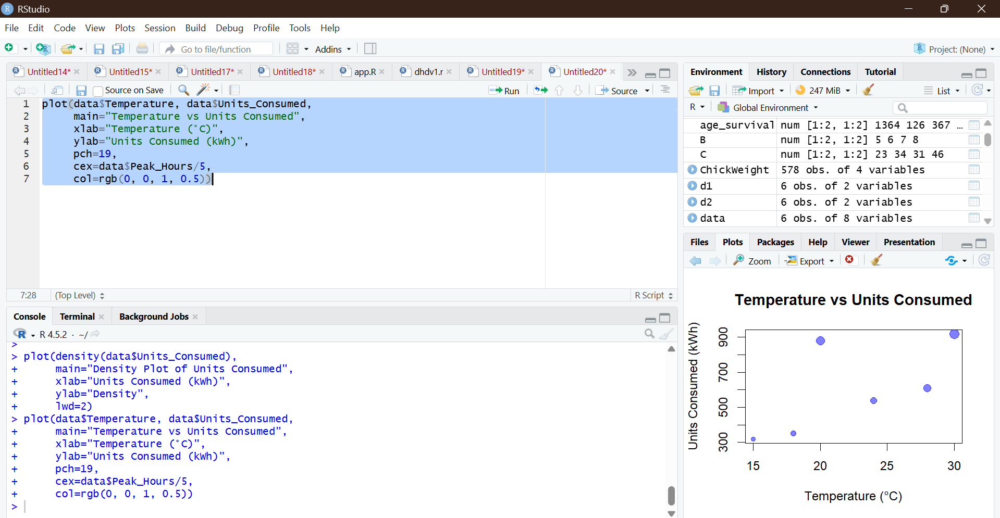 RStudio
File Edit Code View Plots Session Build Debug Profile Tools Help
Go to file/function Addins Project: (None)
Untitled14* Untitled15* Untitled17* Untitled18* app.R dhdv1.r Untitled19* Untitled20*
Source on Save Run Source
1 plot(data$Temperature, data$Units_Consumed,
2 main="Temperature vs Units Consumed",
3 xlab="Temperature (°C)",
4 ylab="Units Consumed (kWh)",
5 pch=19,
6 cex=data$Peak_Hours/5,
7 col=rgb(0, 0, 1, 0.5))
7:28 (Top Level) R Script
Console Terminal Background Jobs
R 4.5.2 · ~/
>
> plot(density(data$Units_Consumed),
+ main="Density Plot of Units Consumed",
+ xlab="Units Consumed (kWh)",
+ ylab="Density",
+ lwd=2)
> plot(data$Temperature, data$Units_Consumed,
+ main="Temperature vs Units Consumed",
+ xlab="Temperature (°C)",
+ ylab="Units Consumed (kWh)",
+ pch=19,
+ cex=data$Peak_Hours/5,
+ col=rgb(0, 0, 1, 0.5))
>
Environment History Connections Tutorial
Import 247 MiB List
R Global Environment
age_survival num [1:2, 1:2] 1364 126 367 …
B num [1:2, 1:2] 5 6 7 8
C num [1:2, 1:2] 23 34 31 46
ChickWeight 578 obs. of 4 variables
d1 6 obs. of 2 variables
d2 6 obs. of 2 variables
data 6 obs. of 8 variables
Files Plots Packages Help Viewer Presentation
Zoom Export
Temperature vs Units Consumed
Units Consumed (kWh)
900
700
500
300
15 20 25 30
Temperature (°C)